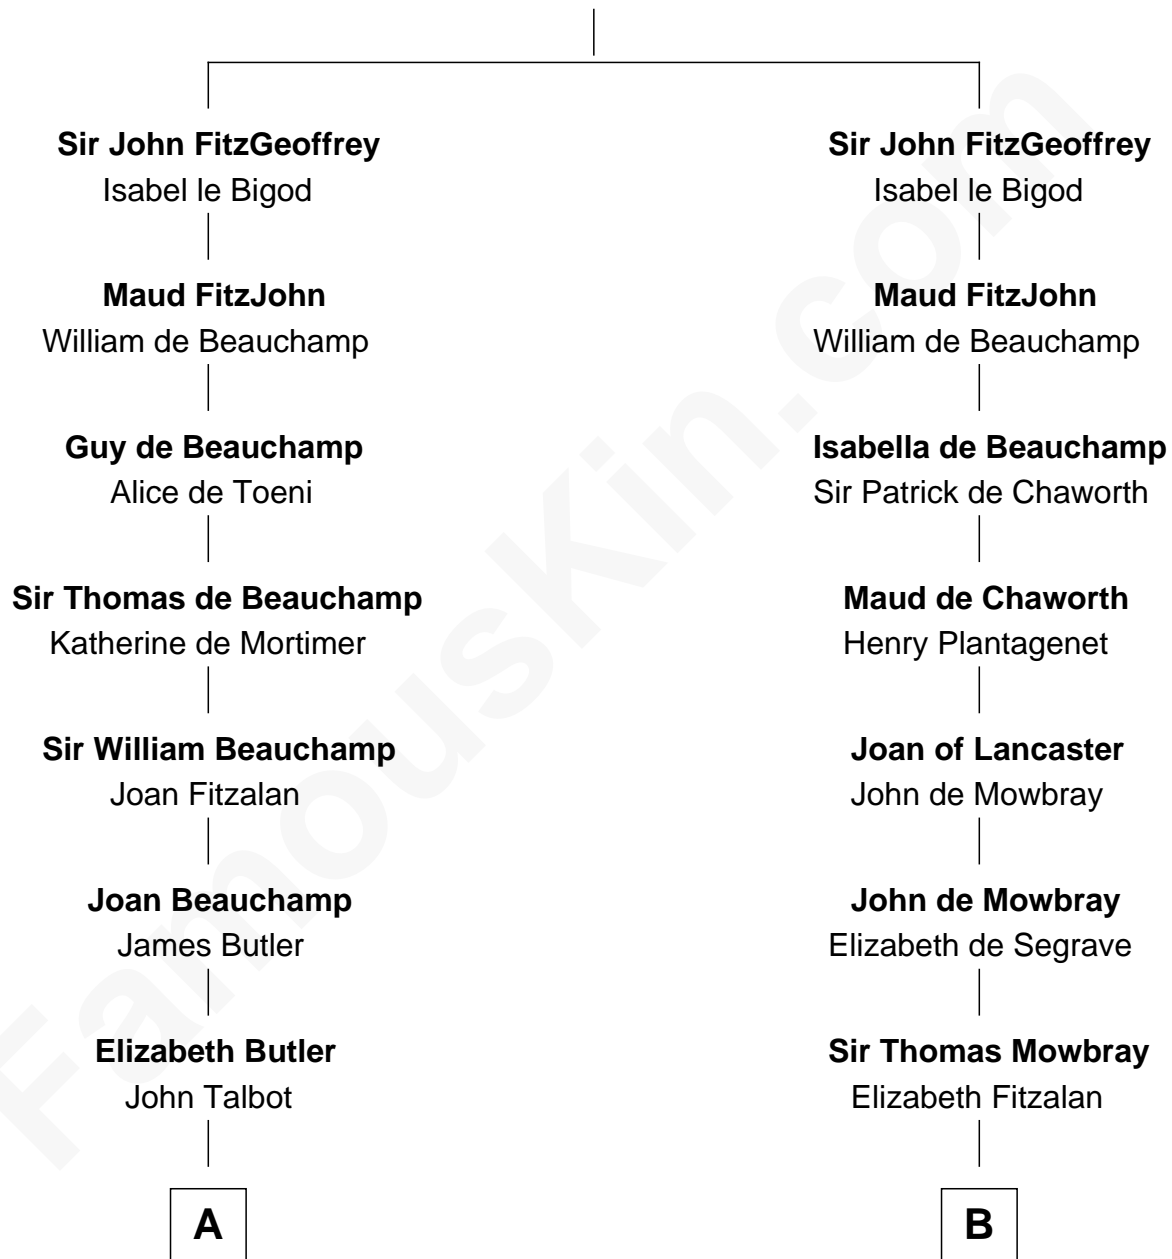 Sir John FitzGeoffrey
Isabel le Bigod
Maud FitzJohn
William de Beauchamp
Guy de Beauchamp
Alice de Toeni
Sir Thomas de Beauchamp
Katherine de Mortimer
Sir William Beauchamp
Joan Fitzalan
Joan Beauchamp
James Butler
Elizabeth Butler
John Talbot
A
Sir John FitzGeoffrey
Isabel le Bigod
Maud FitzJohn
William de Beauchamp
Isabella de Beauchamp
Sir Patrick de Chaworth
Maud de Chaworth
Henry Plantagenet
Joan of Lancaster
John de Mowbray
John de Mowbray
Elizabeth de Segrave
Sir Thomas Mowbray
Elizabeth Fitzalan
B
FamousKin.com